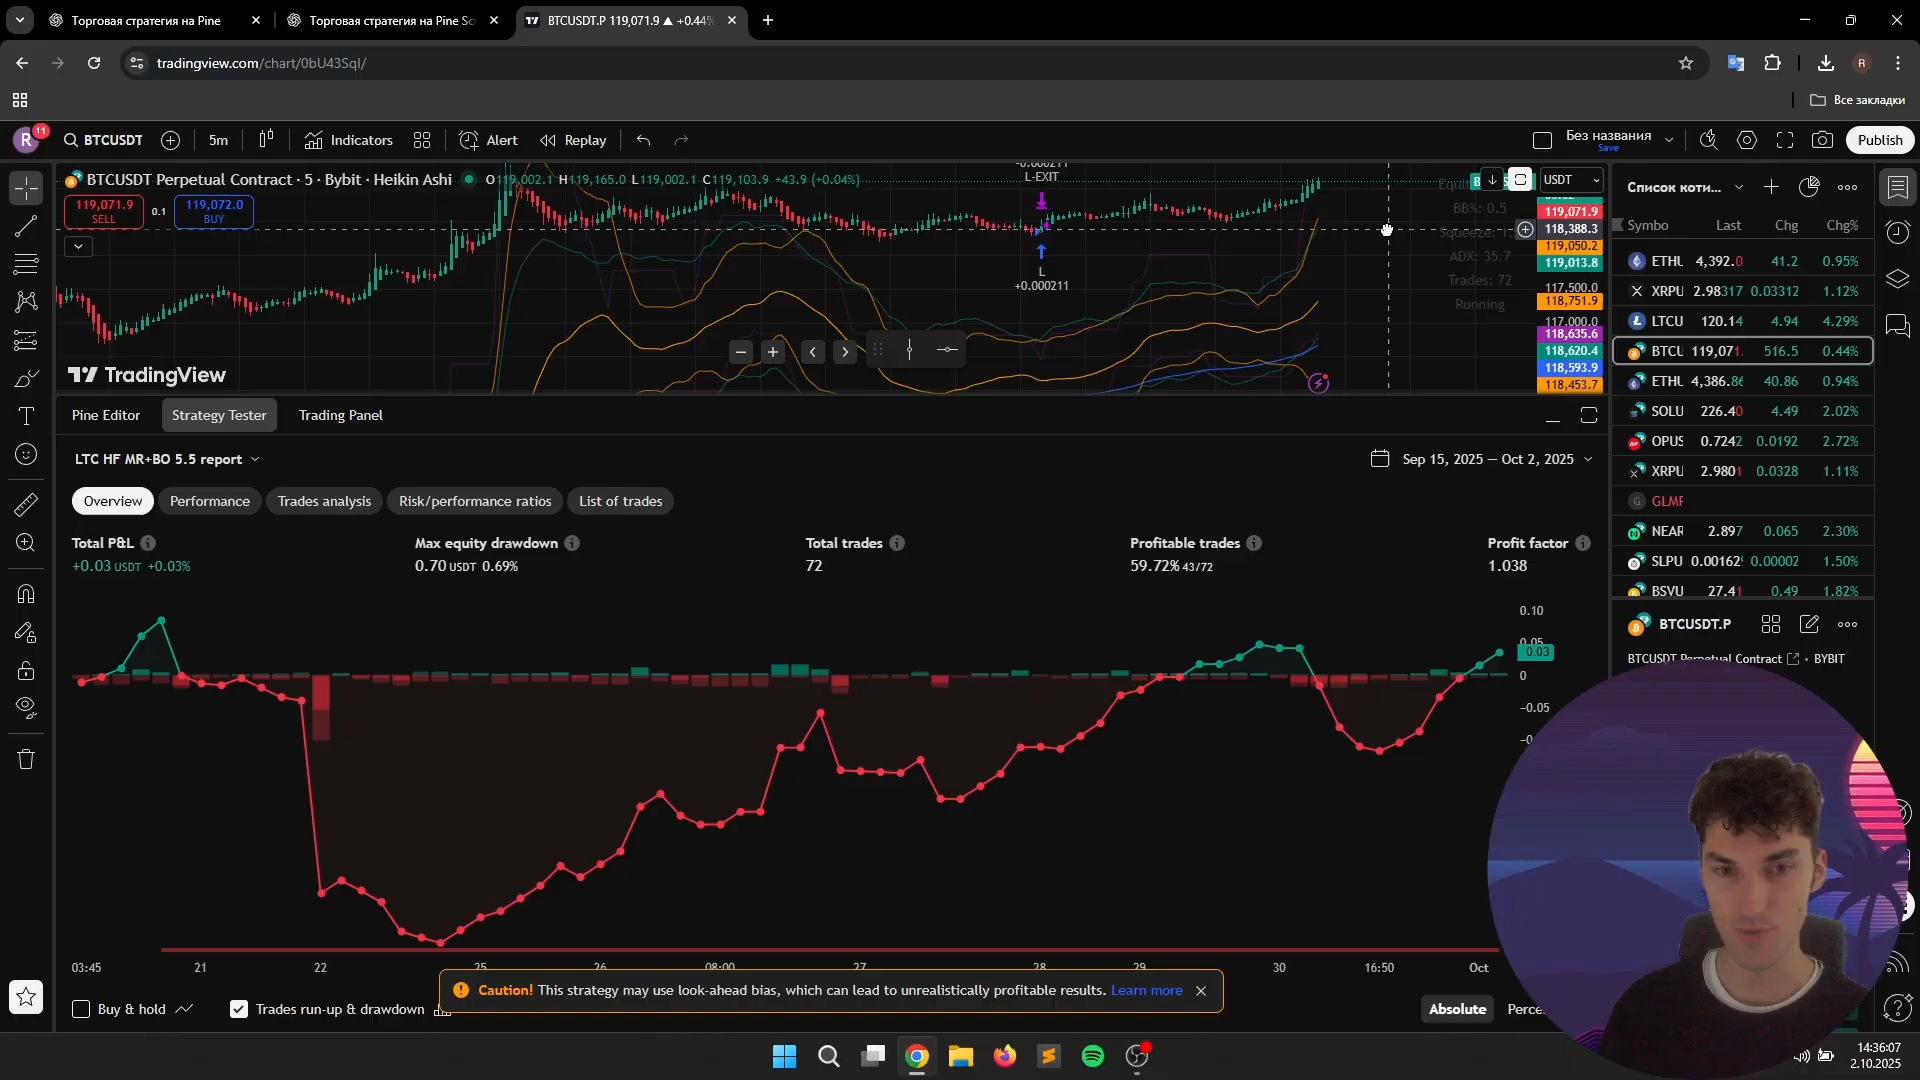 Торговая стратегия на Pine
Торговая стратегия на Pine Sc
BTCUSDT.P 119,071.9 ▲ +0.44%
tradingview.com/chart/0bU43SqI/
R
Все закладки
R
11
BTCUSDT
5m
Indicators
Alert
Replay
Без названия
Save
Publish
BTCUSDT Perpetual Contract · 5 · Bybit · Heikin Ashi
O119,002.1 H119,165.0 L119,002.1 C119,103.9 +43.9 (+0.04%)
119,071.9
SELL
0.1
119,072.0
BUY
-0.000211
L-EXIT
L
+0.000211
BB%: 0.5
Squeeze: 1.
ADX: 35.7
Trades: 72
Running
USDT
119,071.9
118,388.3
119,050.2
119,013.8
117,500.0
118,751.9
117,000.0
118,635.6
118,620.4
118,593.9
118,453.7
TradingView
Список коти...
Symbo Last Chg Chg%
ETHU 4,392.0 41.2 0.95%
XRPU 2.98317 0.03312 1.12%
LTCU 120.14 4.94 4.29%
BTCU 119,071. 516.5 0.44%
ETHU 4,386.86 40.86 0.94%
SOLU 226.40 4.49 2.02%
OPUS 0.7242 0.0192 2.72%
XRPU 2.9801 0.0328 1.11%
GLMR
NEAR 2.897 0.065 2.30%
SLPU 0.001629 0.00002 1.50%
BSVU 27.41 0.49 1.82%
BTCUSDT.P
BTCUSDT Perpetual Contract • BYBIT
Pine Editor
Strategy Tester
Trading Panel
LTC HF MR+BO 5.5 report
Sep 15, 2025 — Oct 2, 2025
Overview
Performance
Trades analysis
Risk/performance ratios
List of trades
Total P&L
+0.03 USDT +0.03%
Max equity drawdown
0.70 USDT 0.69%
Total trades
72
Profitable trades
59.72% 43/72
Profit factor
1.038
0.10
0.05
0.03
0
-0.05
03:45
21
22
25
26
08:00
27
28
29
30
16:50
Oct
Caution! This strategy may use look-ahead bias, which can lead to unrealistically profitable results. Learn more
Buy & hold
Trades run-up & drawdown
Absolute
14:36:07
2.10.2025